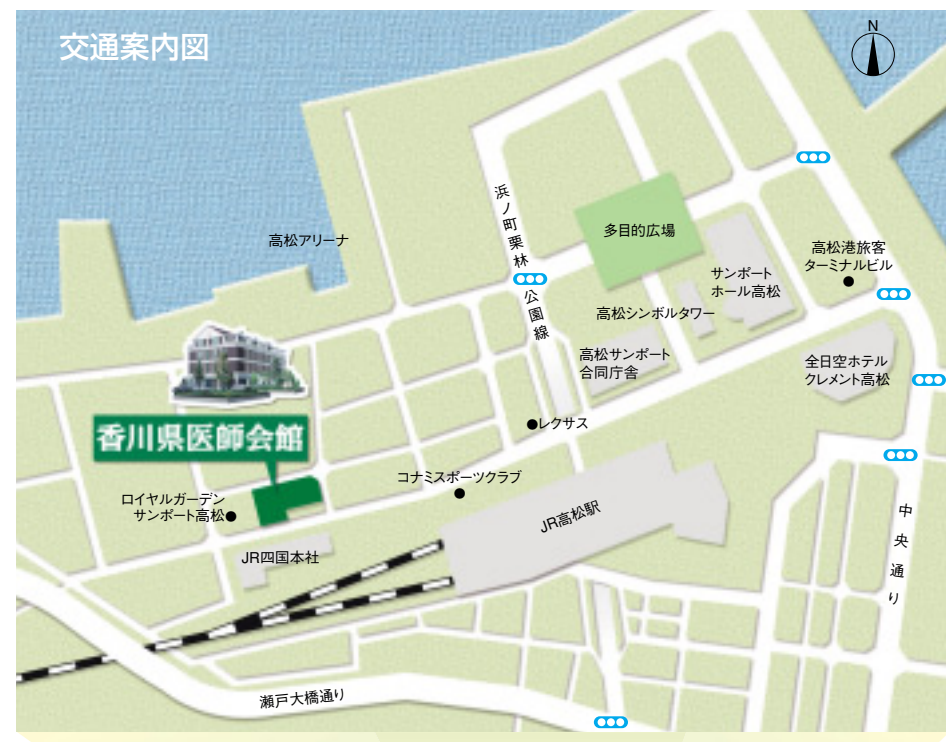 交通案内図
N
高松アリーナ
浜ノ町栗林公園線
多目的広場
高松港旅客
ターミナルビル
サンポート
ホール高松
高松シンボルタワー
高松サンポート
合同庁舎
全日空ホテル
クレメント高松
レクサス
香川県医師会館
コナミスポーツクラブ
ロイヤルガーデン
サンポート高松
JR高松駅
JR四国本社
中央通り
瀬戸大橋通り